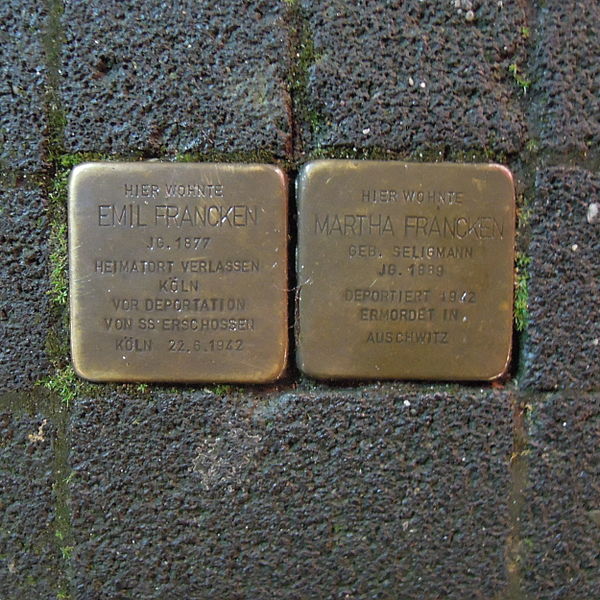 HIER WOHNTE
EMIL FRANCKEN
JG. 1877
HEIMATORT VERLASSEN
KÖLN
VOR DEPORTATION
VON SS ERSCHOSSEN
KÖLN 22.6.1942
HIER WOHNTE
MARTHA FRANCKEN
GEB. SELIGMANN
JG. 1889
DEPORTIERT 1942
ERMORDET IN
AUSCHWITZ